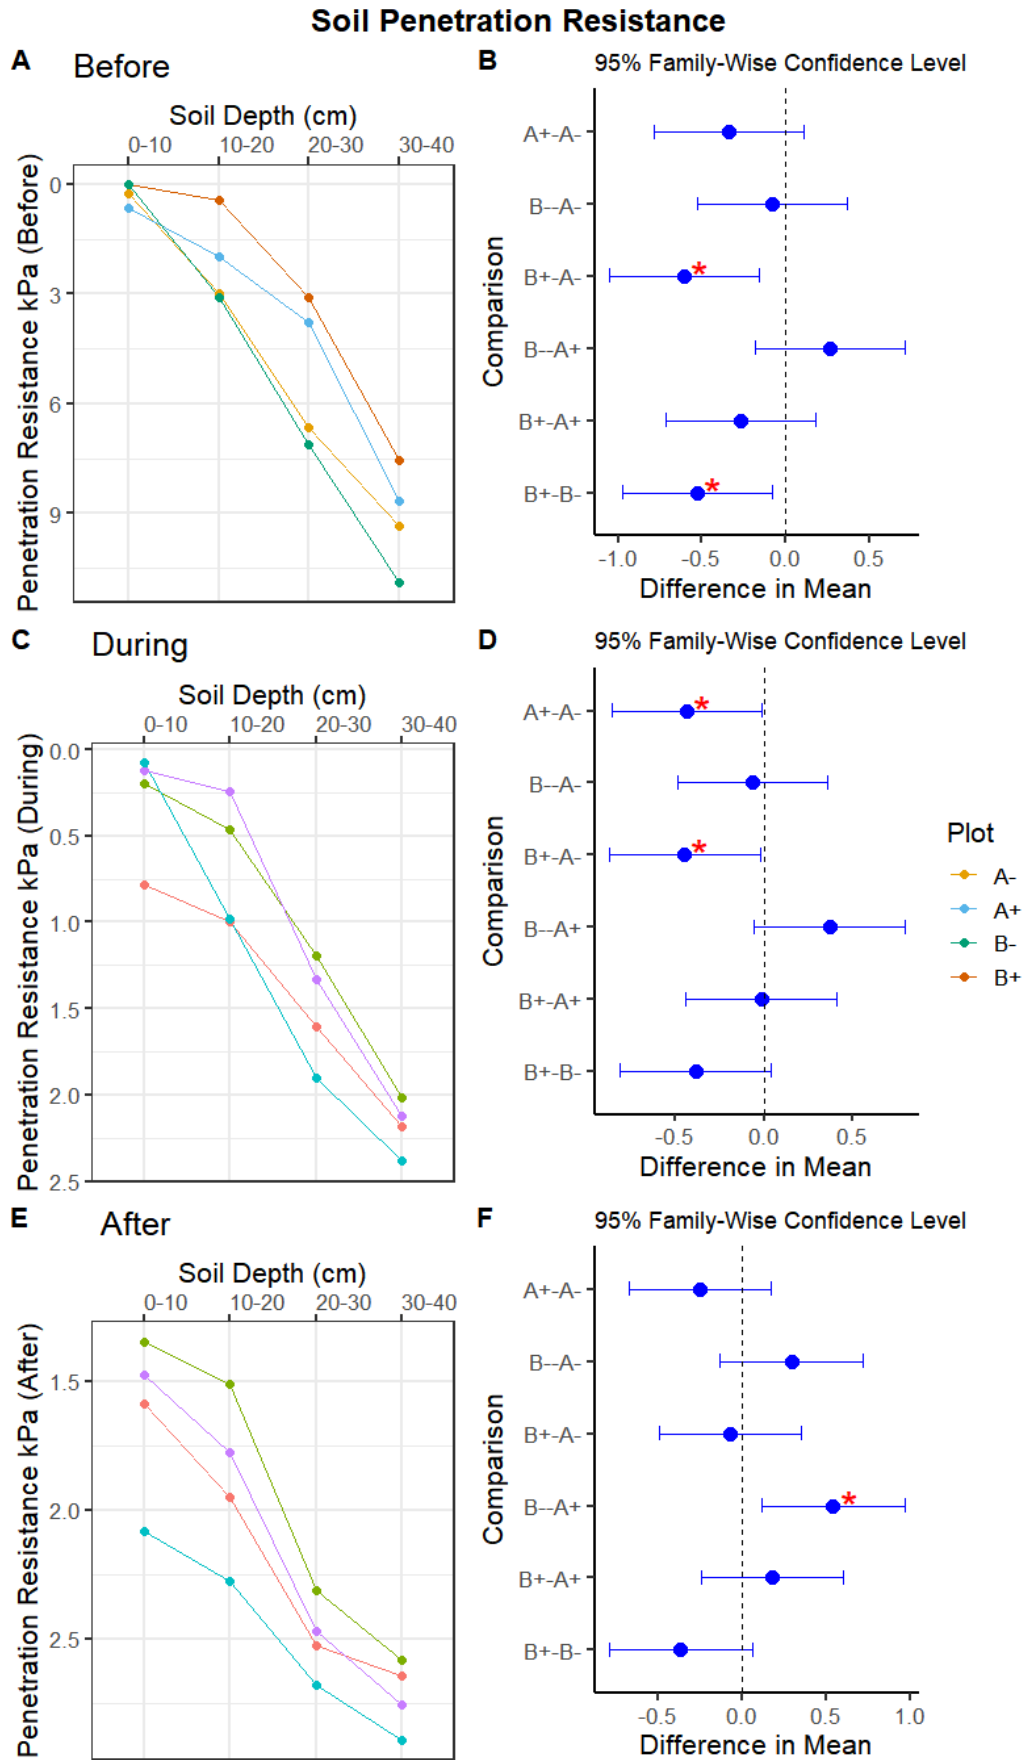 Soil Penetration Resistance
A Before
Soil Depth (cm)
0-10 10-20 20-30 30-40
Penetration Resistance kPa (Before)
0
3
6
9
B 95% Family-Wise Confidence Level
Comparison
A+-A-
B--A-
B+-A- *
B--A+
B+-A+
B+-B- *
-1.0 -0.5 0.0 0.5
Difference in Mean
C During
Soil Depth (cm)
0-10 10-20 20-30 30-40
Penetration Resistance kPa (During)
0.0
0.5
1.0
1.5
2.0
2.5
D 95% Family-Wise Confidence Level
Comparison
A+-A- *
B--A-
B+-A- *
B--A+
B+-A+
B+-B-
-0.5 0.0 0.5
Difference in Mean
Plot
A-
A+
B-
B+
E After
Soil Depth (cm)
0-10 10-20 20-30 30-40
Penetration Resistance kPa (After)
1.5
2.0
2.5
F 95% Family-Wise Confidence Level
Comparison
A+-A-
B--A-
B+-A-
B--A+ *
B+-A+
B+-B-
-0.5 0.0 0.5 1.0
Difference in Mean